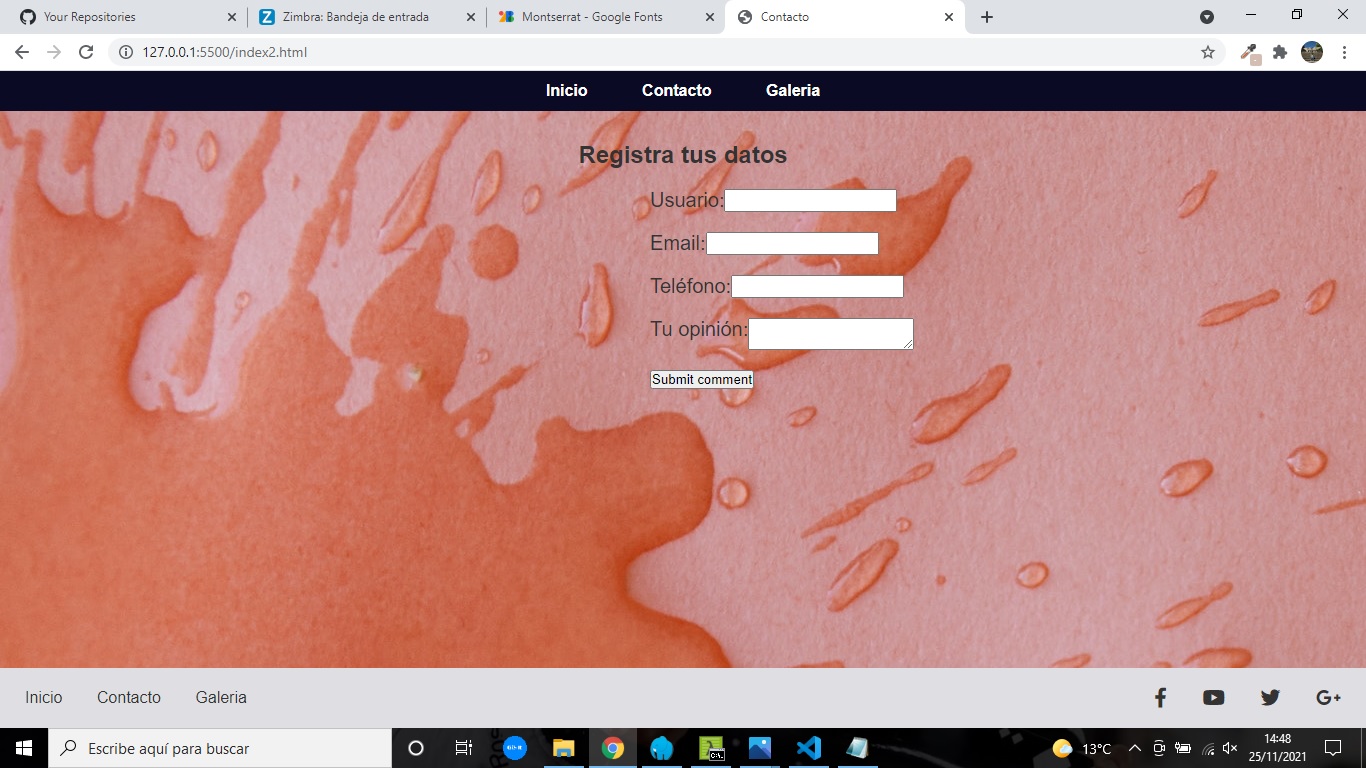 Your Repositories
Zimbra: Bandeja de entrada
Montserrat - Google Fonts
Contacto
127.0.0.1:5500/index2.html
Inicio Contacto Galeria
Registra tus datos
Usuario:
Email:
Teléfono:
Tu opinión:
Submit comment
Inicio Contacto Galeria
Escribe aquí para buscar
13°C
14:48
25/11/2021